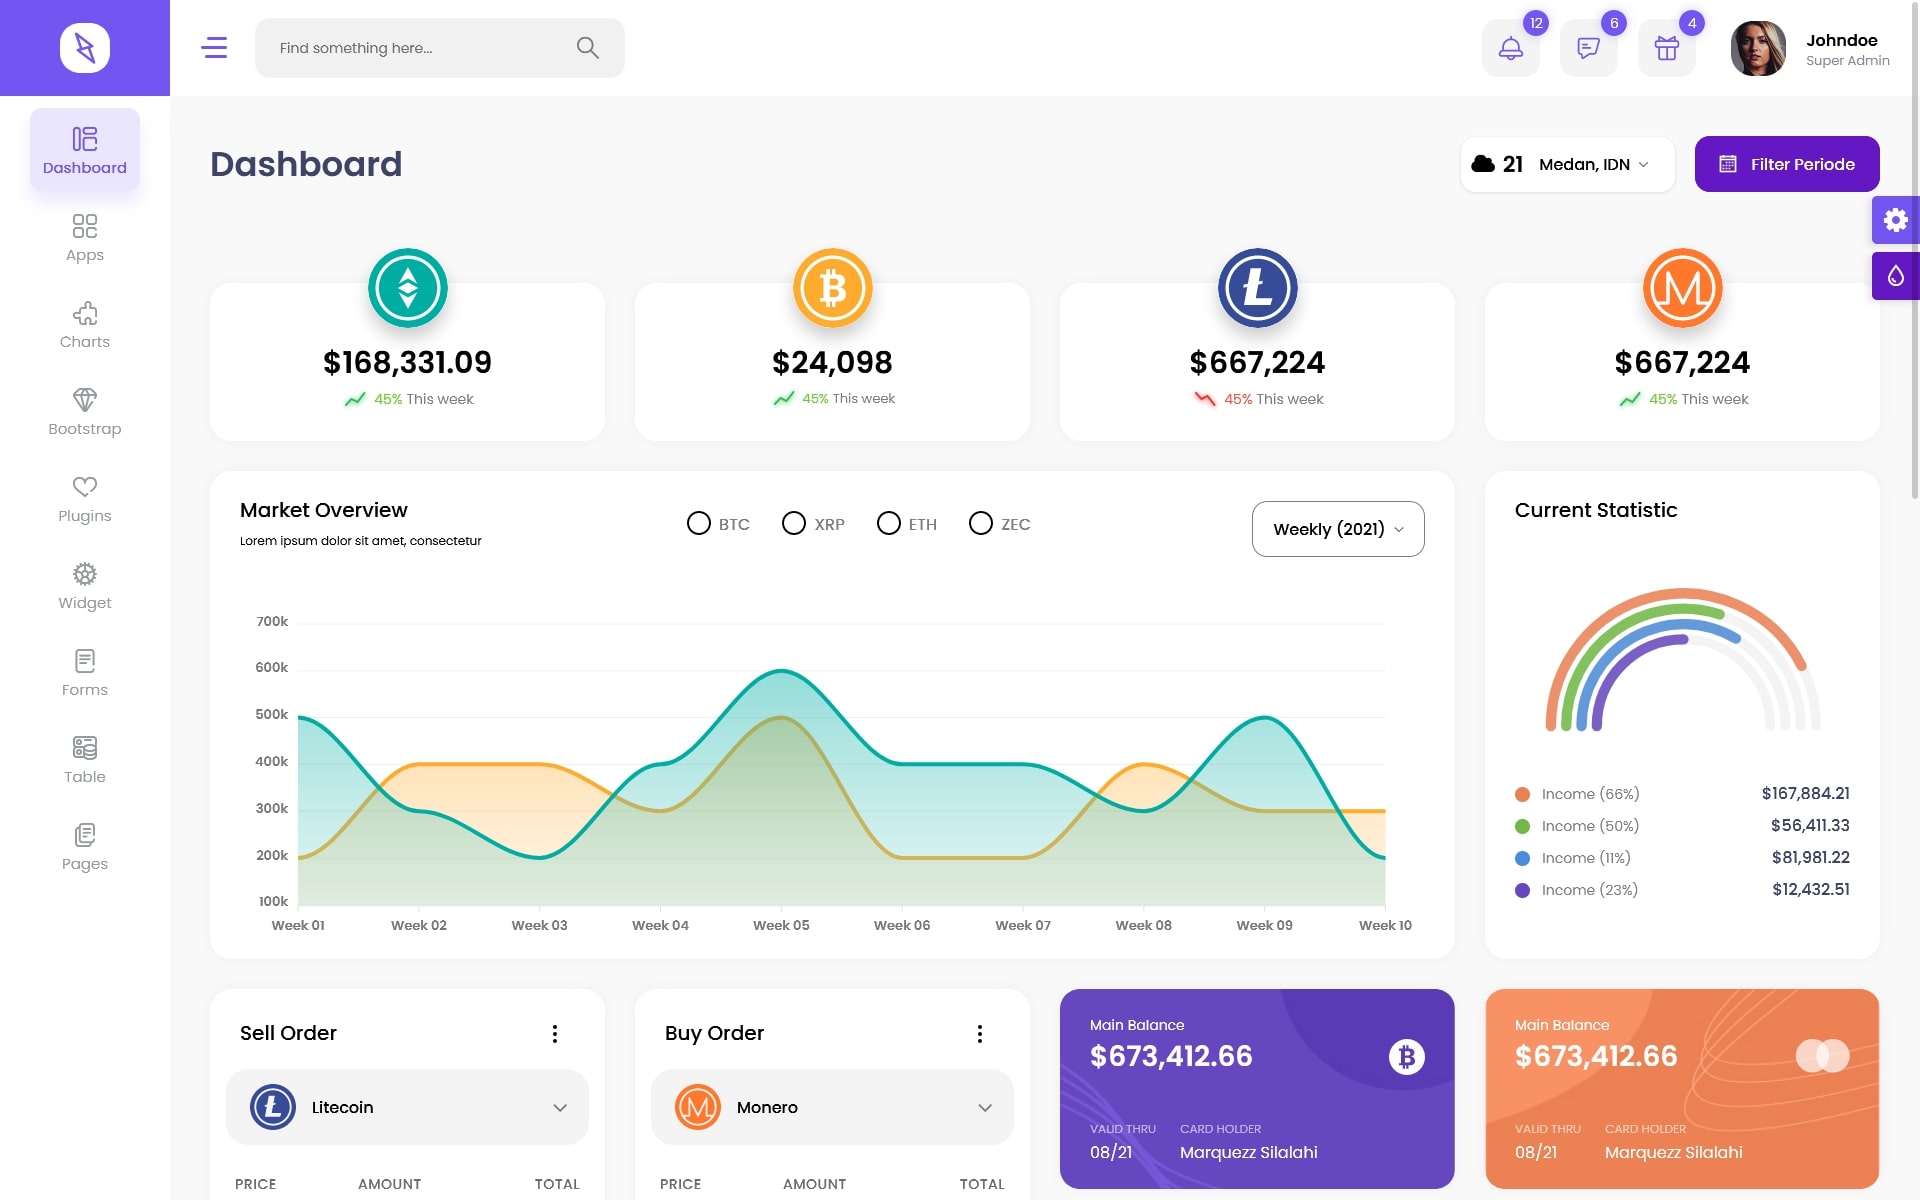 Find something here...
12
6
4
Johndoe
Super Admin
Dashboard
Apps
Charts
Bootstrap
Plugins
Widget
Forms
Table
Pages
Dashboard
21 Medan, IDN
Filter Periode
$168,331.09
45% This week
$24,098
45% This week
$667,224
45% This week
$667,224
45% This week
Market Overview
Lorem ipsum dolor sit amet, consectetur
BTC XRP ETH ZEC
Weekly (2021)
700k
600k
500k
400k
300k
200k
100k
Week 01 Week 02 Week 03 Week 04 Week 05 Week 06 Week 07 Week 08 Week 09 Week 10
Current Statistic
Income (66%) $167,884.21
Income (50%) $56,411.33
Income (11%) $81,981.22
Income (23%) $12,432.51
Sell Order
Litecoin
PRICE AMOUNT TOTAL
Buy Order
Monero
PRICE AMOUNT TOTAL
Main Balance
$673,412.66
VALID THRU CARD HOLDER
08/21 Marquezz Silalahi
Main Balance
$673,412.66
VALID THRU CARD HOLDER
08/21 Marquezz Silalahi